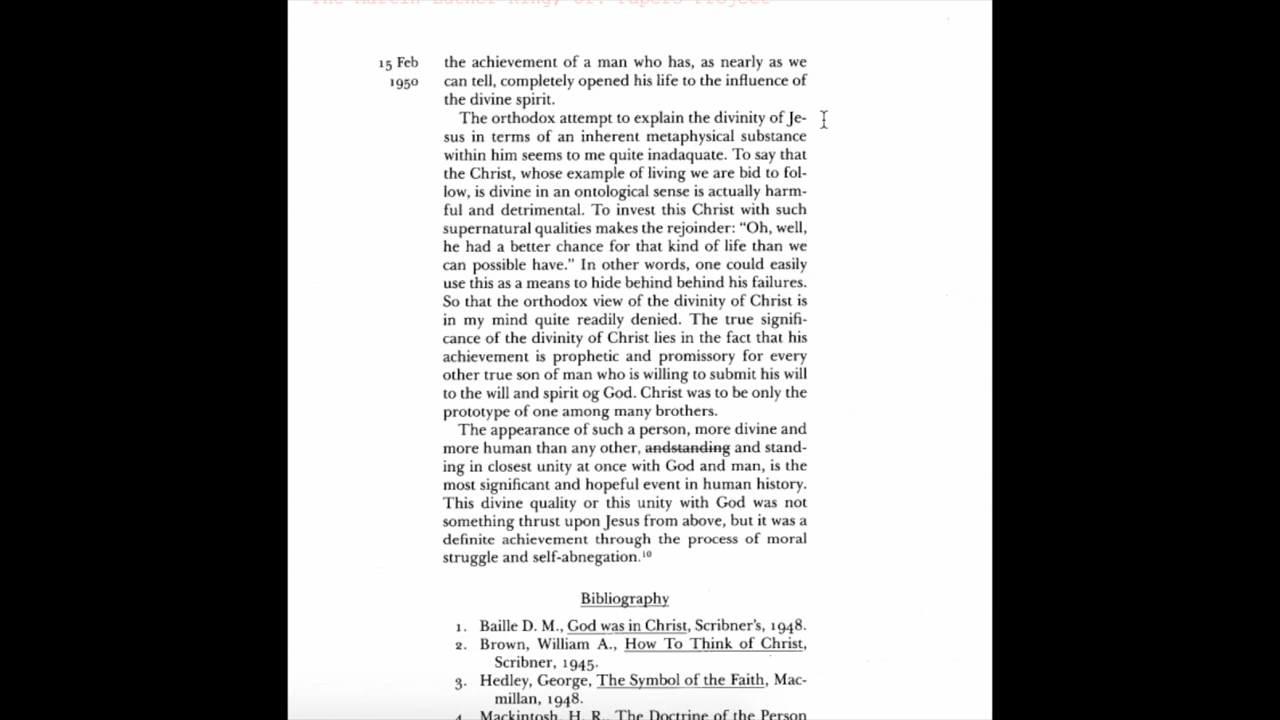 The Martin Luther King, Jr. Papers Project
15 Feb
1950
the achievement of a man who has, as nearly as we
can tell, completely opened his life to the influence of
the divine spirit.
The orthodox attempt to explain the divinity of Je-
sus in terms of an inherent metaphysical substance
within him seems to me quite inadaquate. To say that
the Christ, whose example of living we are bid to fol-
low, is divine in an ontological sense is actually harm-
ful and detrimental. To invest this Christ with such
supernatural qualities makes the rejoinder: “Oh, well,
he had a better chance for that kind of life than we
can possible have.” In other words, one could easily
use this as a means to hide behind behind his failures.
So that the orthodox view of the divinity of Christ is
in my mind quite readily denied. The true signifi-
cance of the divinity of Christ lies in the fact that his
achievement is prophetic and promissory for every
other true son of man who is willing to submit his will
to the will and spirit og God. Christ was to be only the
prototype of one among many brothers.
The appearance of such a person, more divine and
more human than any other, andstanding and stand-
ing in closest unity at once with God and man, is the
most significant and hopeful event in human history.
This divine quality or this unity with God was not
something thrust upon Jesus from above, but it was a
definite achievement through the process of moral
struggle and self-abnegation.¹⁰
Bibliography
1. Baille D. M., God was in Christ, Scribner’s, 1948.
2. Brown, William A., How To Think of Christ,
Scribner, 1945.
3. Hedley, George, The Symbol of the Faith, Mac-
millan, 1948.
4. Mackintosh, H. R., The Doctrine of the Person